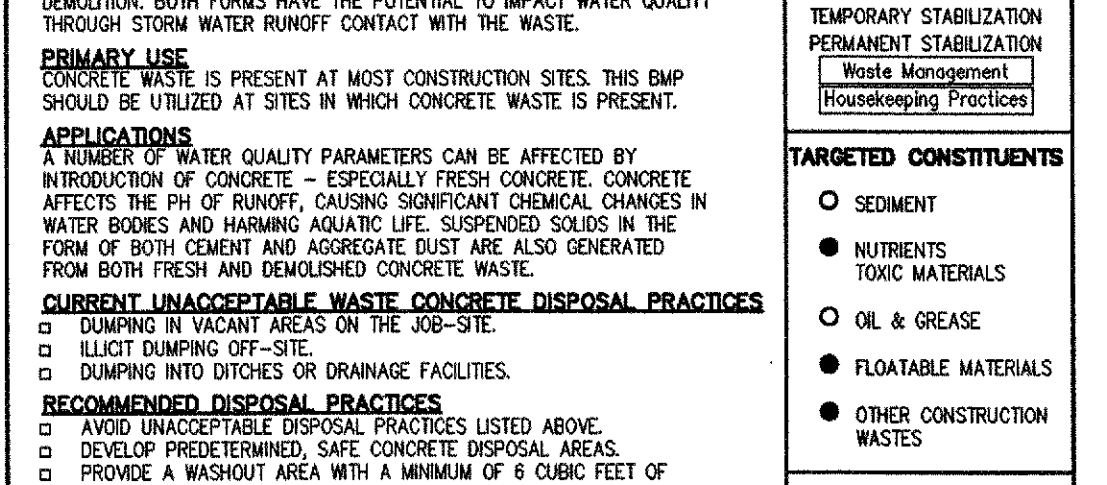 DEMOLITION. BOTH FORMS HAVE THE POTENTIAL TO IMPACT WATER QUALITY
THROUGH STORM WATER RUNOFF CONTACT WITH THE WASTE.
PRIMARY USE
CONCRETE WASTE IS PRESENT AT MOST CONSTRUCTION SITES. THIS BMP
SHOULD BE UTILIZED AT SITES IN WHICH CONCRETE WASTE IS PRESENT.
APPLICATIONS
A NUMBER OF WATER QUALITY PARAMETERS CAN BE AFFECTED BY
INTRODUCTION OF CONCRETE – ESPECIALLY FRESH CONCRETE. CONCRETE
AFFECTS THE PH OF RUNOFF, CAUSING SIGNIFICANT CHEMICAL CHANGES IN
WATER BODIES AND HARMING AQUATIC LIFE. SUSPENDED SOLIDS IN THE
FORM OF BOTH CEMENT AND AGGREGATE DUST ARE ALSO GENERATED
FROM BOTH FRESH AND DEMOLISHED CONCRETE WASTE.
CURRENT UNACCEPTABLE WASTE CONCRETE DISPOSAL PRACTICES
DUMPING IN VACANT AREAS ON THE JOB-SITE.
ILLICIT DUMPING OFF-SITE.
DUMPING INTO DITCHES OR DRAINAGE FACILITIES.
RECOMMENDED DISPOSAL PRACTICES
AVOID UNACCEPTABLE DISPOSAL PRACTICES LISTED ABOVE.
DEVELOP PREDETERMINED, SAFE CONCRETE DISPOSAL AREAS.
PROVIDE A WASHOUT AREA WITH A MINIMUM OF 6 CUBIC FEET OF
TEMPORARY STABILIZATION
PERMANENT STABILIZATION
Waste Management
Housekeeping Practices
TARGETED CONSTITUENTS
SEDIMENT
NUTRIENTS
TOXIC MATERIALS
OIL & GREASE
FLOATABLE MATERIALS
OTHER CONSTRUCTION
WASTES